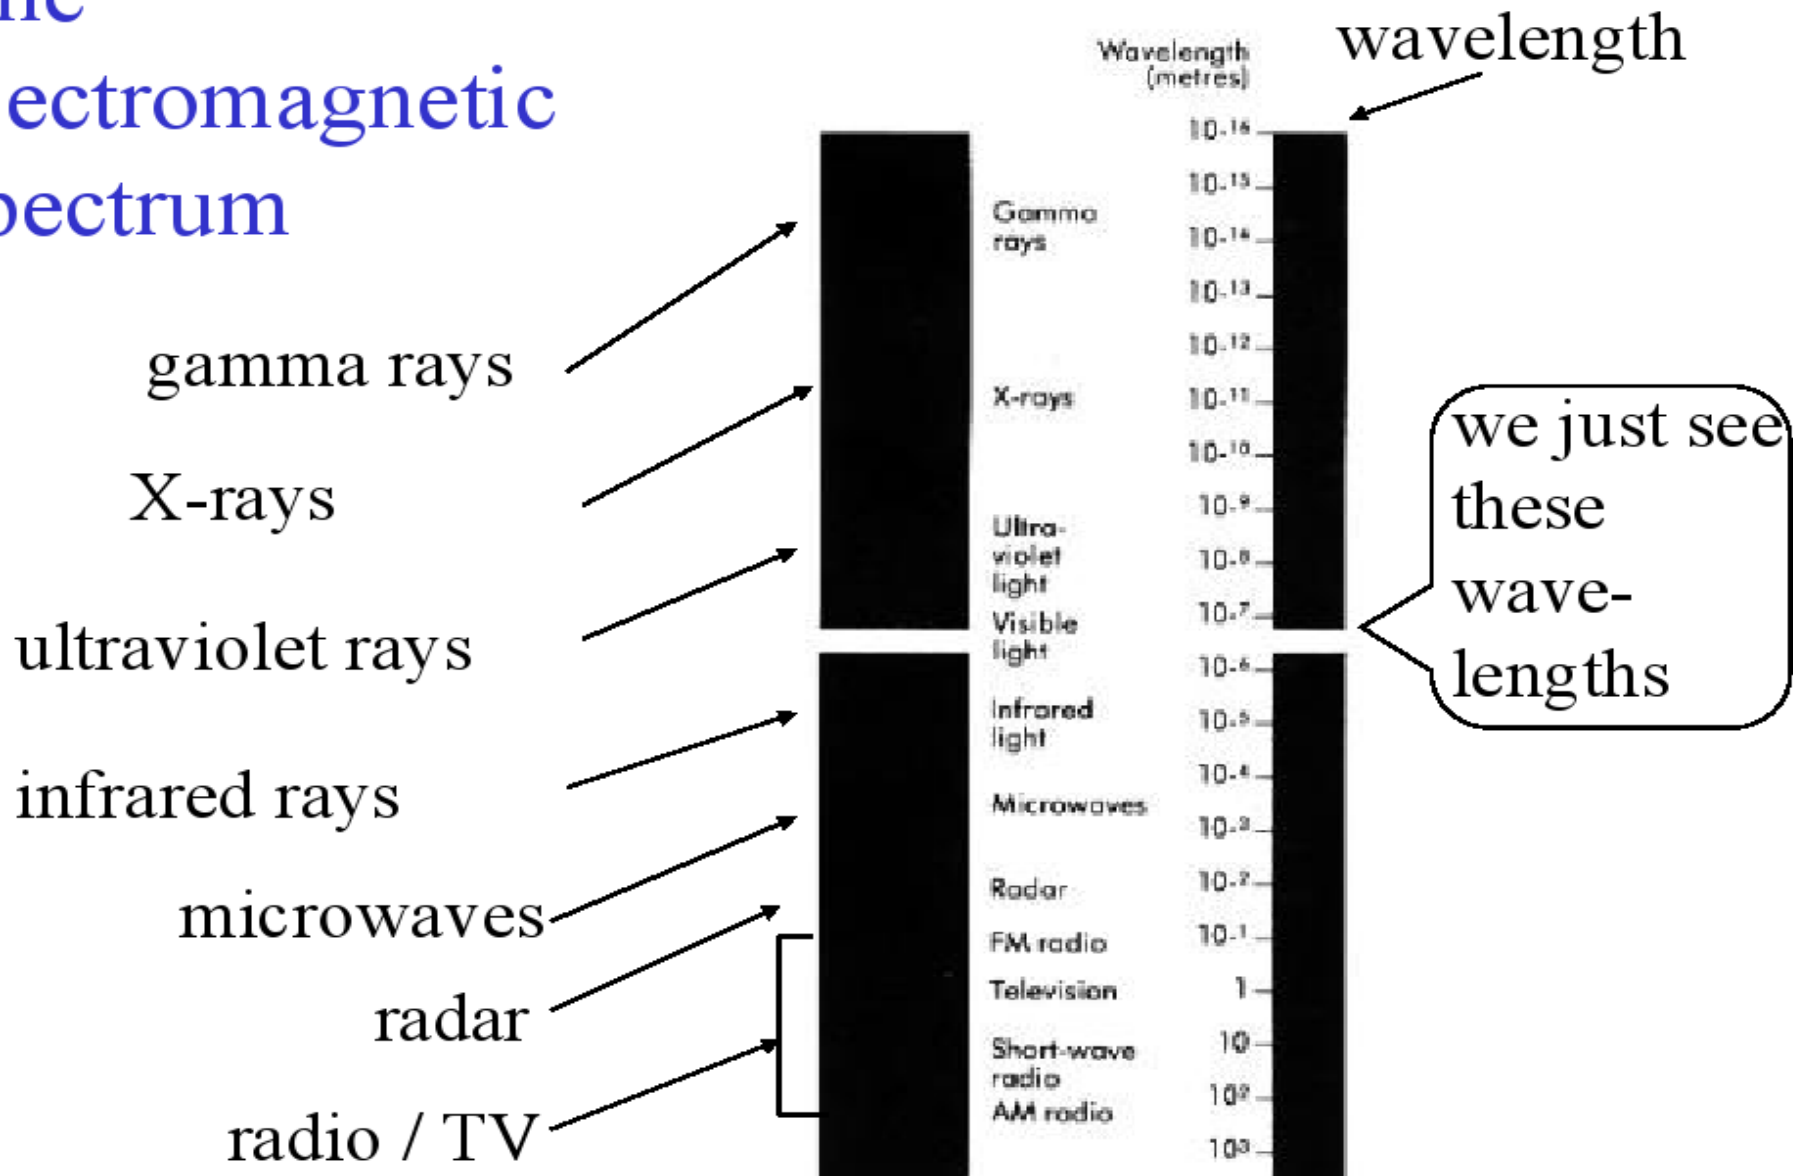 ectromagnetic
pectrum
gamma rays
X-rays
ultraviolet rays
infrared rays
microwaves
radar
radio / TV
Gamma
rays
X-rays
Ultra-
violet
light
Visible
light
Infrared
light
Microwaves
Radar
FM radio
Television
Short-wave
radio
AM radio
Wavelength
(metres)
10-16
10-15
10-14
10-13
10-12
10-11
10-10
10-9
10-8
10-7
10-6
10-5
10-4
10-3
10-2
10-1
1
10
10²
10³
wavelength
we just see
these
wave-
lengths